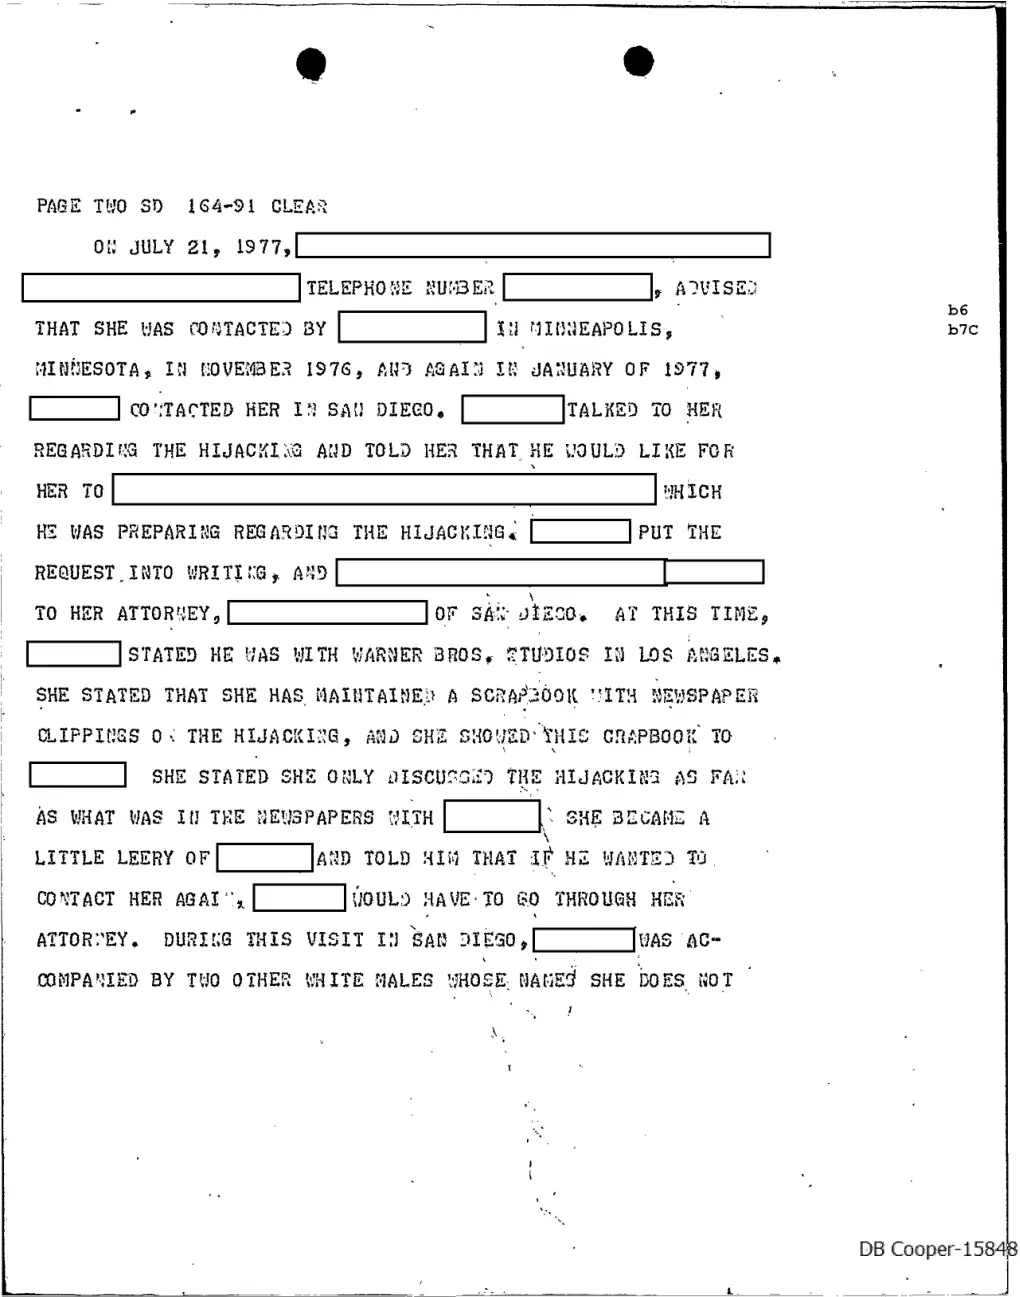 PAGE TWO SD 164-91 CLEAR
ON JULY 21, 1977,
TELEPHONE NUMBER , ADVISED
b6
THAT SHE WAS CONTACTED BY IN MINNEAPOLIS,
b7C
MINNESOTA, IN NOVEMBER 1976, AND AGAIN IN JANUARY OF 1977,
CONTACTED HER IN SAN DIEGO. TALKED TO HER
REGARDING THE HIJACKING AND TOLD HER THAT HE WOULD LIKE FOR
HER TO WHICH
HE WAS PREPARING REGARDING THE HIJACKING. PUT THE
REQUEST INTO WRITING, AND
TO HER ATTORNEY, OF SAN DIEGO. AT THIS TIME,
STATED HE WAS WITH WARNER BROS. STUDIOS IN LOS ANGELES.
SHE STATED THAT SHE HAS MAINTAINED A SCRAPBOOK WITH NEWSPAPER
CLIPPINGS ON THE HIJACKING, AND SHE SHOWED THIS CRAPBOOK TO
SHE STATED SHE ONLY DISCUSSED THE HIJACKING AS FAR
AS WHAT WAS IN THE NEWSPAPERS WITH SHE BECAME A
LITTLE LEERY OF AND TOLD HIM THAT IF HE WANTED TO
CONTACT HER AGAIN, WOULD HAVE TO GO THROUGH HER
ATTORNEY. DURING THIS VISIT IN SAN DIEGO, WAS AC-
COMPANIED BY TWO OTHER WHITE MALES WHOSE NAMES SHE DOES NOT
DB Cooper-15848